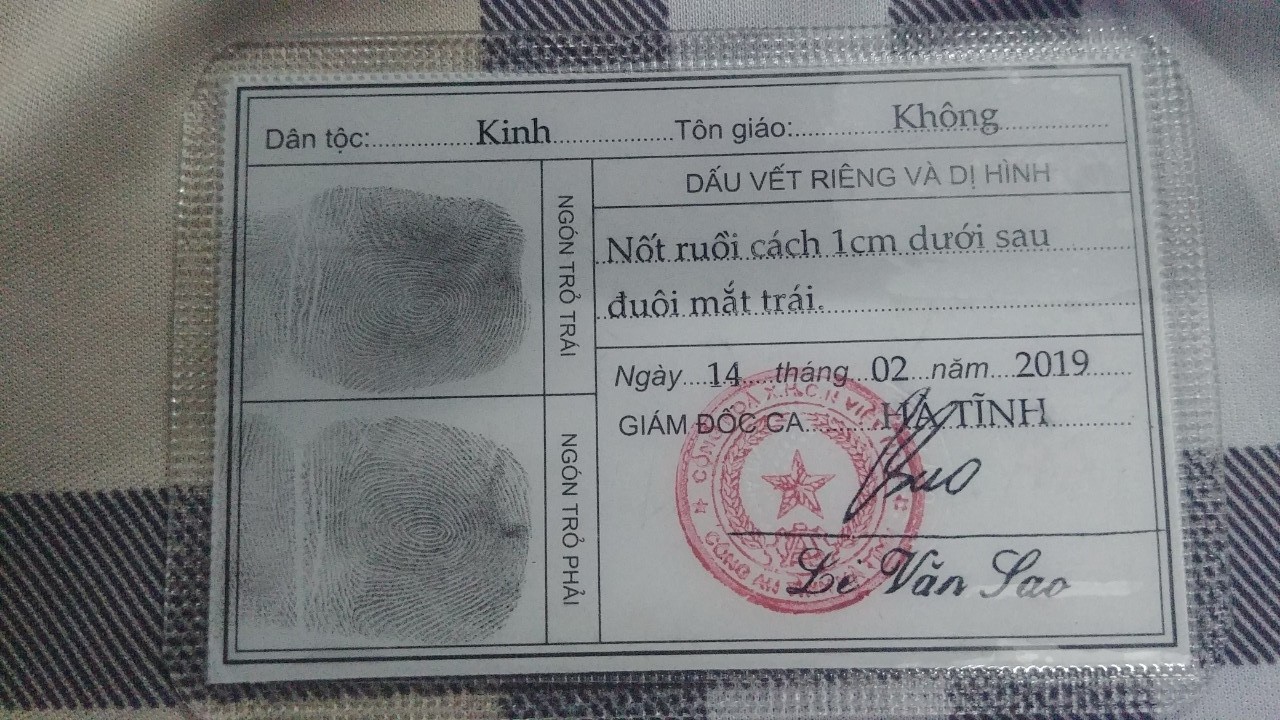 Dân tộc: Kinh Tôn giáo: Không
NGÓN TRỎ TRÁI
NGÓN TRỎ PHẢI
DẤU VẾT RIÊNG VÀ DỊ HÌNH
Nốt ruồi cách 1cm dưới sau
đuôi mắt trái.
Ngày 14 tháng 02 năm 2019
GIÁM ĐỐC CA HÀ TĨNH
CÔNG AN
Lê Văn Sao